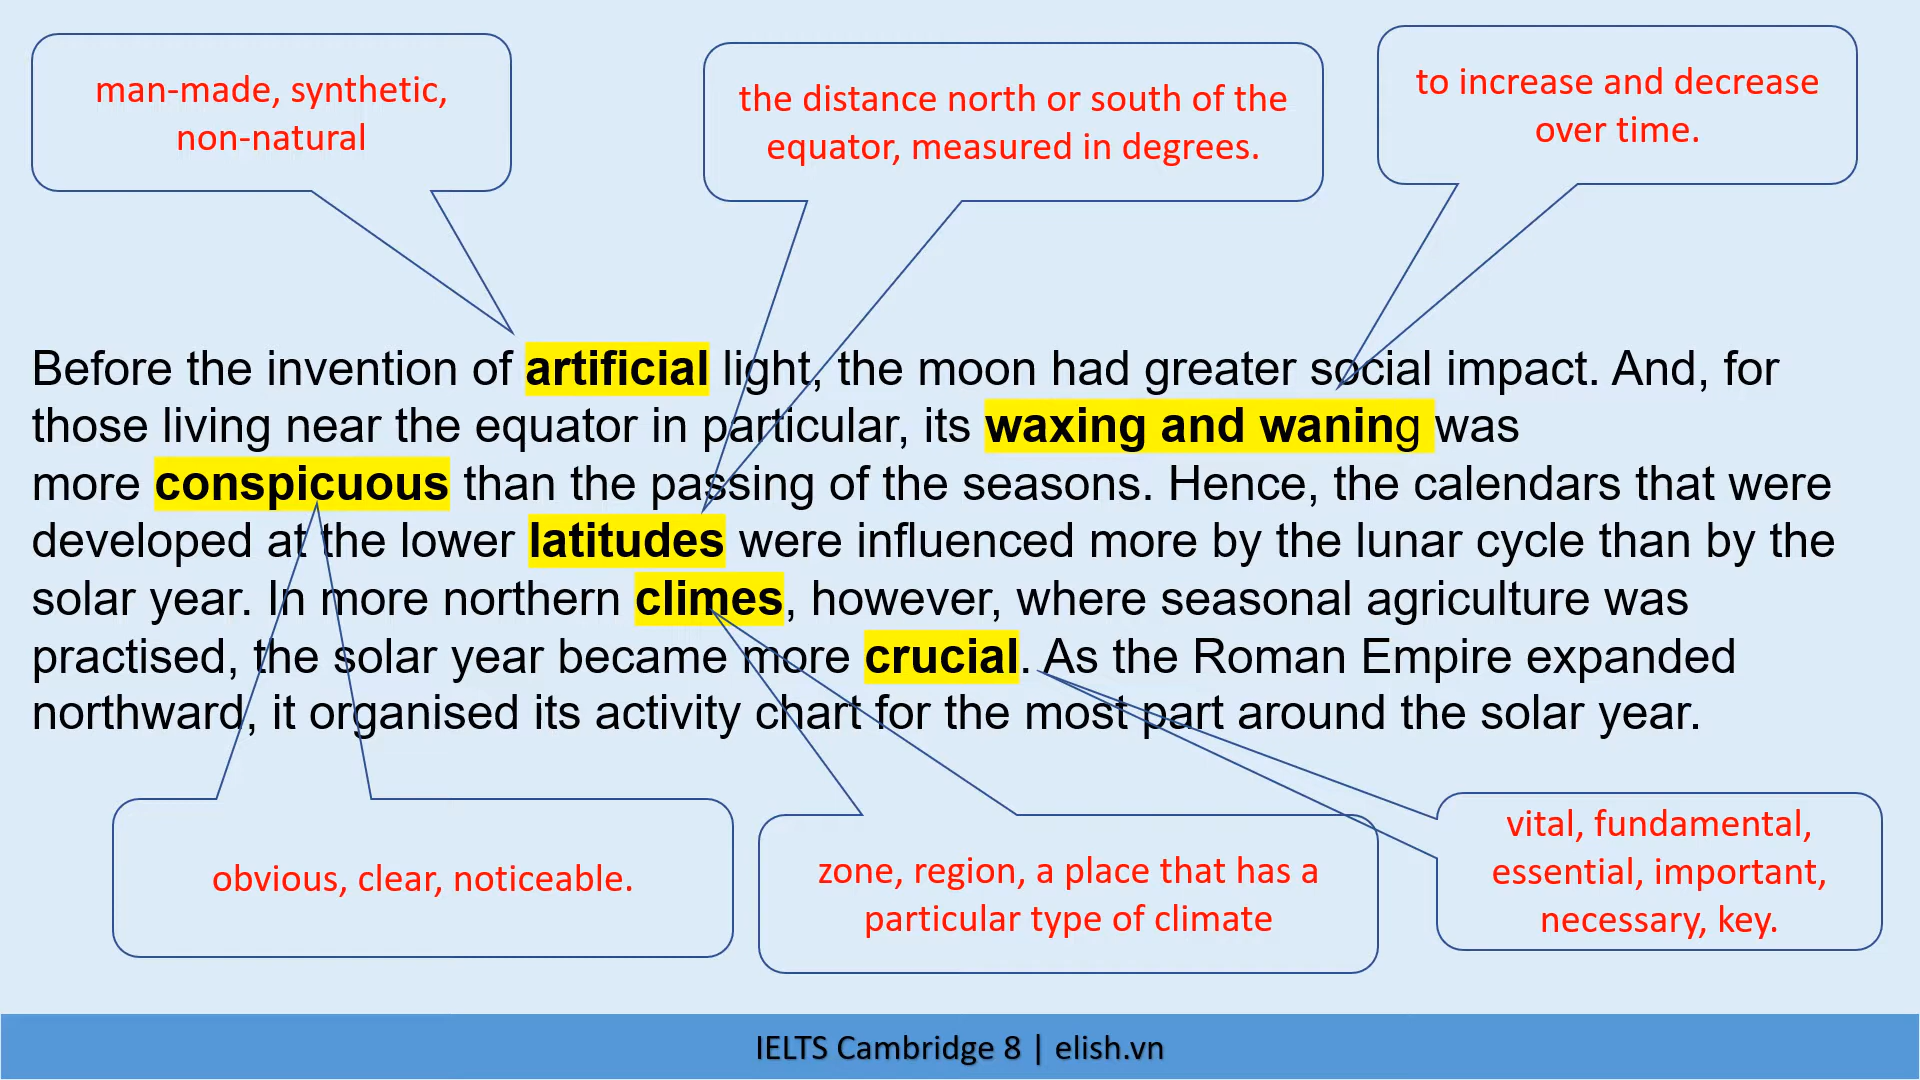 man-made, synthetic,
non-natural
the distance north or south of the
equator, measured in degrees.
to increase and decrease
over time.
Before the invention of artificial light, the moon had greater social impact. And, for
those living near the equator in particular, its waxing and waning was
more conspicuous than the passing of the seasons. Hence, the calendars that were
developed at the lower latitudes were influenced more by the lunar cycle than by the
solar year. In more northern climes, however, where seasonal agriculture was
practised, the solar year became more crucial. As the Roman Empire expanded
northward, it organised its activity chart for the most part around the solar year.
obvious, clear, noticeable.
zone, region, a place that has a
particular type of climate
vital, fundamental,
essential, important,
necessary, key.
IELTS Cambridge 8 | elish.vn